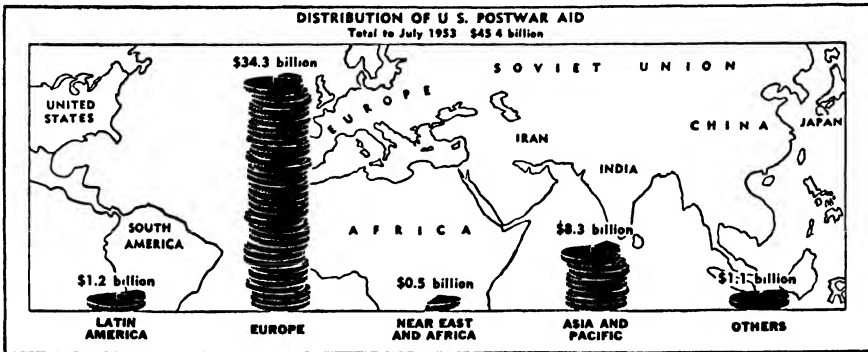 DISTRIBUTION OF U S. POSTWAR AID
Total to July 1953 $45 4 billion
$34.3 billion
SOVIET UNION
UNITED
STATES
EUROPE
CHINA
JAPAN
IRAN
INDIA
SOUTH
AMERICA
AFRICA
$8.3 billion
$1.2 billion
$0.5 billion
$1.1 billion
LATIN
AMERICA
EUROPE
NEAR EAST
AND AFRICA
ASIA AND
PACIFIC
OTHERS